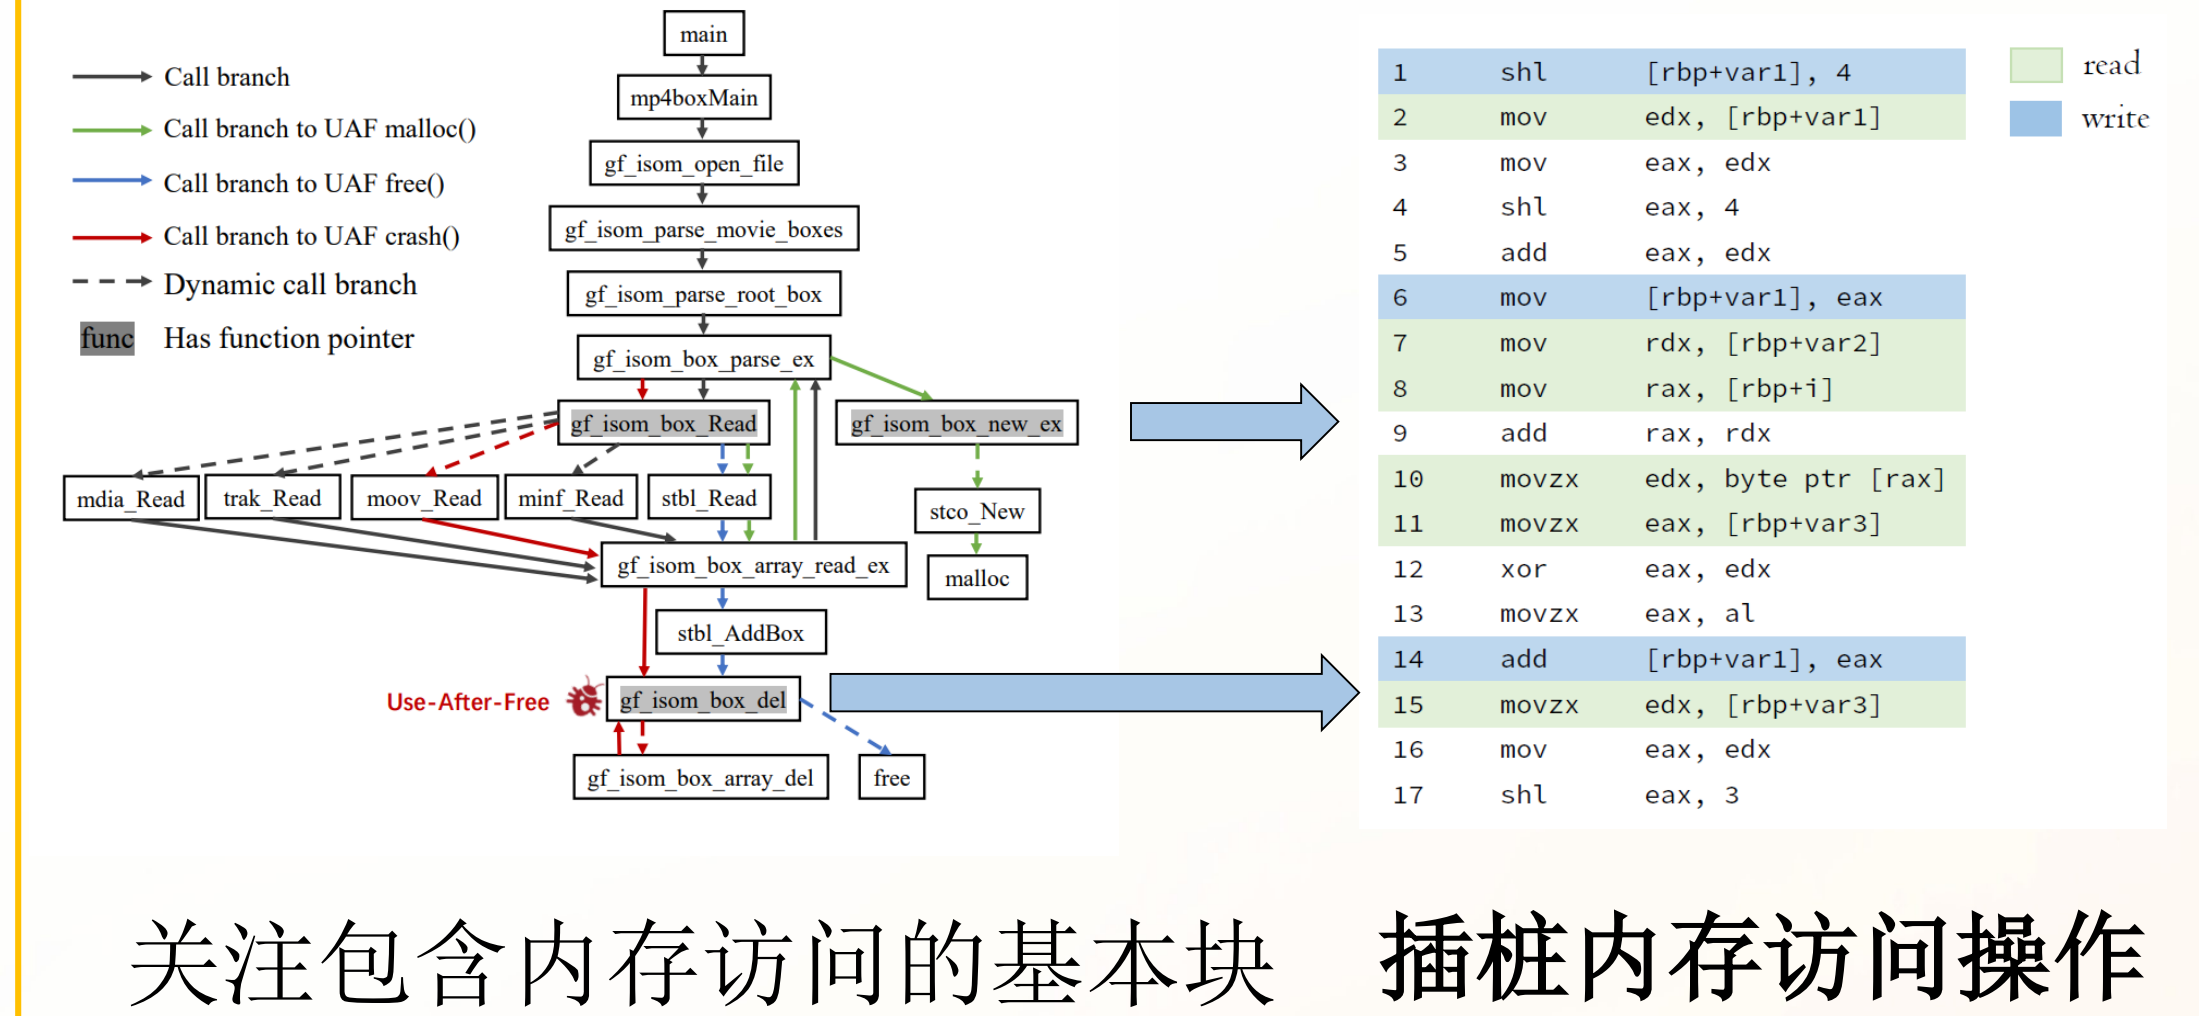 Call branch
Call branch to UAF malloc()
Call branch to UAF free()
Call branch to UAF crash()
Dynamic call branch
func Has function pointer
main
mp4boxMain
gf_isom_open_file
gf_isom_parse_movie_boxes
gf_isom_parse_root_box
gf_isom_box_parse_ex
gf_isom_box_Read
gf_isom_box_new_ex
mdia_Read
trak_Read
moov_Read
minf_Read
stbl_Read
stco_New
gf_isom_box_array_read_ex
malloc
stbl_AddBox
Use-After-Free
gf_isom_box_del
gf_isom_box_array_del
free
1 shl [rbp+var1], 4
2 mov edx, [rbp+var1]
3 mov eax, edx
4 shl eax, 4
5 add eax, edx
6 mov [rbp+var1], eax
7 mov rdx, [rbp+var2]
8 mov rax, [rbp+i]
9 add rax, rdx
10 movzx edx, byte ptr [rax]
11 movzx eax, [rbp+var3]
12 xor eax, edx
13 movzx eax, al
14 add [rbp+var1], eax
15 movzx edx, [rbp+var3]
16 mov eax, edx
17 shl eax, 3
read
write
关注包含内存访问的基本块
插桩内存访问操作